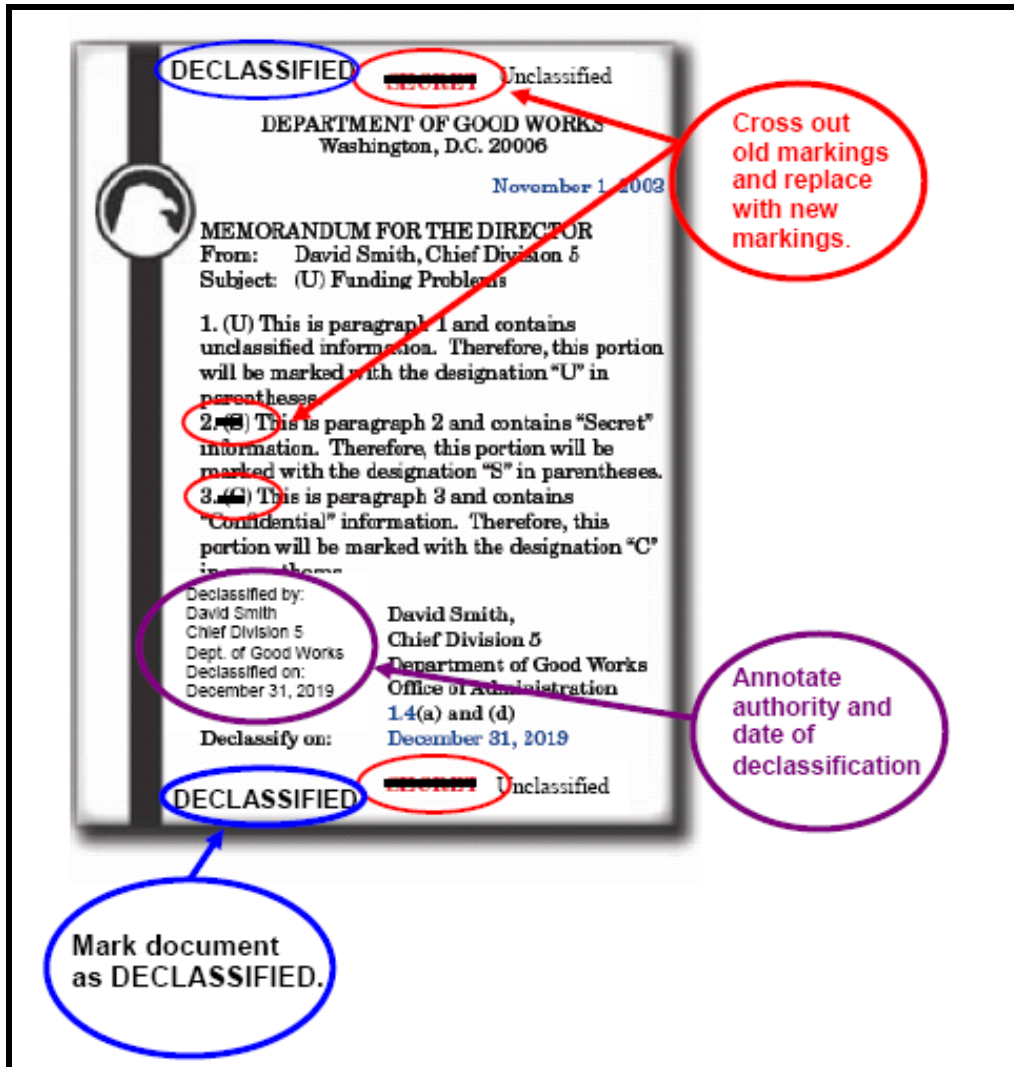 DECLASSIFIED SECRET Unclassified
DEPARTMENT OF GOOD WORKS
Washington, D.C. 20006
November 1, 2003
MEMORANDUM FOR THE DIRECTOR
From: David Smith, Chief Division 5
Subject: (U) Funding Problems
1. (U) This is paragraph 1 and contains
unclassified information. Therefore, this portion
will be marked with the designation “U” in
parentheses.
2. (S) This is paragraph 2 and contains “Secret”
information. Therefore, this portion will be
marked with the designation “S” in parentheses.
3. (C) This is paragraph 3 and contains
“Confidential” information. Therefore, this
portion will be marked with the designation “C”
in
Declassified by:
David Smith
Chief Division 5
Dept. of Good Works
Declassified on:
December 31, 2019
David Smith,
Chief Division 5
Department of Good Works
Office of Administration
1.4(a) and (d)
Declassify on: December 31, 2019
DECLASSIFIED SECRET Unclassified
Cross out
old markings
and replace
with new
markings.
Annotate
authority and
date of
declassification
Mark document
as DECLASSIFIED.